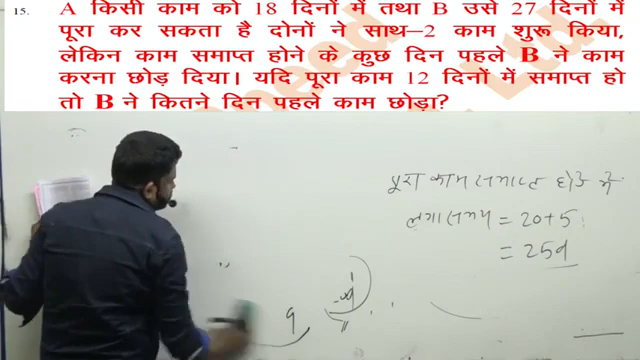 15. A किसी काम को 18 दिनों में तथा B उसे 27 दिनों में
पूरा कर सकता है दोनों ने साथ–2 काम शुरू किया,
लेकिन काम समाप्त होने के कुछ दिन पहले B ने काम
करना छोड़ दिया। यदि पूरा काम 12 दिनों में समाप्त हो
तो B ने कितने दिन पहले काम छोड़ा?
पूरा काम समाप्त होने में
लगा समय = 20+5
= 25d
9